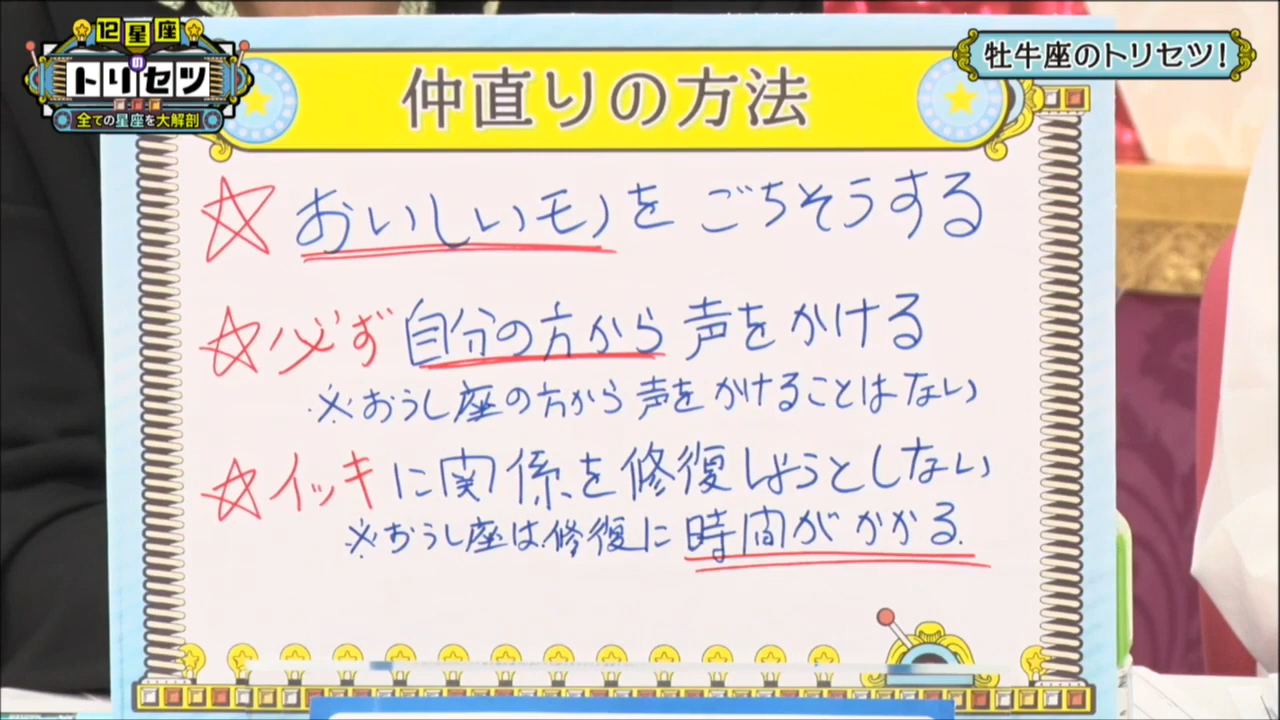 12星座
の
トリセツ
全ての星座を大解剖
牡牛座のトリセツ!
仲直りの方法
☆おいしいモノをごちそうする
☆必ず自分の方から声をかける
※おうし座の方から声をかけることはない
☆イッキに関係を修復しようとしない
※おうし座は修復に時間がかかる.